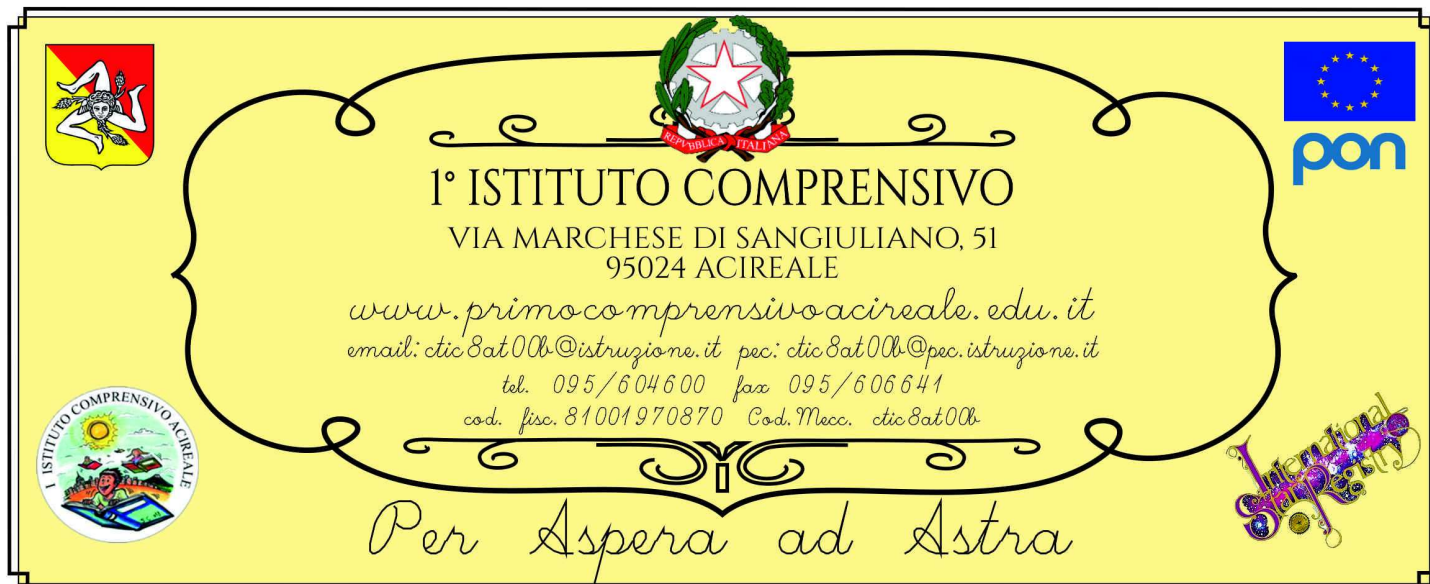 REPVBBLICA ITALIANA
pon
1° ISTITUTO COMPRENSIVO
VIA MARCHESE DI SANGIULIANO, 51
95024 ACIREALE
www.primocomprensivoacireale.edu.it
email: ctic8at00b@istruzione.it pec: ctic8at00b@pec.istruzione.it
tel. 095/604600 fax 095/606641
cod. fisc. 81001970870 Cod.Mecc. ctic8at00b
I ISTITUTO COMPRENSIVO ACIREALE
International
Star Registry
Per Aspera ad Astra